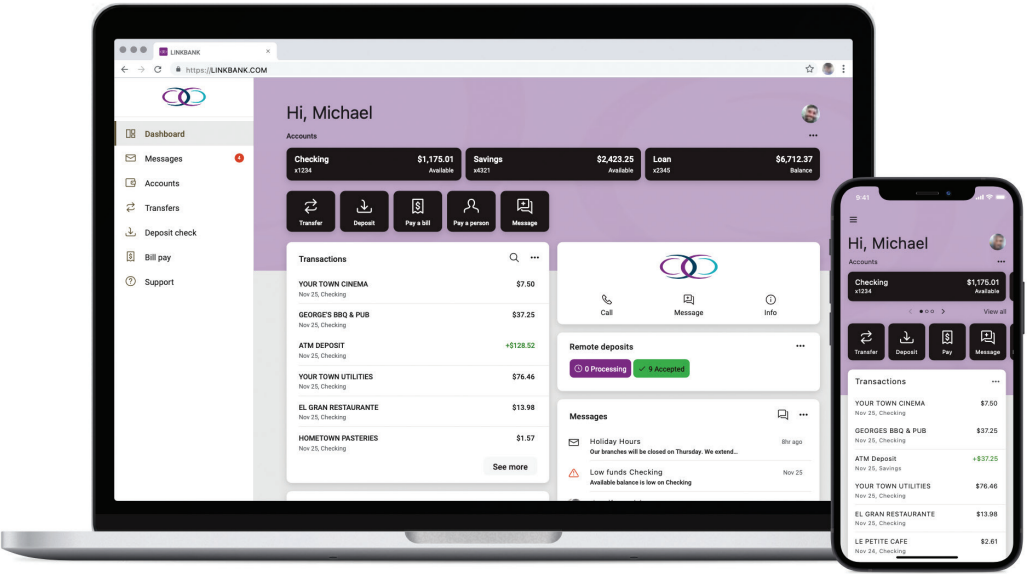 LINKBANK
https://LINKBANK.COM
Dashboard
Messages 4
Accounts
Transfers
Deposit check
Bill pay
Support
Hi, Michael
Accounts
Checking $1,175.01
x1234 Available
Savings $2,423.25
x4321 Available
Loan $6,712.37
x2345 Balance
Transfer
Deposit
Pay a bill
Pay a person
Message
Transactions
YOUR TOWN CINEMA $7.50
Nov 25, Checking
GEORGE'S BBQ & PUB $37.25
Nov 25, Checking
ATM DEPOSIT +$128.52
Nov 25, Checking
YOUR TOWN UTILITIES $76.46
Nov 25, Checking
EL GRAN RESTAURANTE $13.98
Nov 25, Checking
HOMETOWN PASTERIES $1.57
Nov 25, Checking
See more
Call
Message
Info
Remote deposits
0 Processing
9 Accepted
Messages
Holiday Hours 8hr ago
Our branches will be closed on Thursday. We extend...
Low funds Checking Nov 25
Available balance is low on Checking
9:41
Hi, Michael
Accounts
Checking $1,175.01
x1234 Available
View all
Transfer
Deposit
Pay
Message
Transactions
YOUR TOWN CINEMA $7.50
Nov 25, Checking
GEORGES BBQ & PUB $37.25
Nov 25, Checking
ATM Deposit +$37.25
Nov 25, Savings
YOUR TOWN UTILITIES $76.46
Nov 25, Checking
EL GRAN RESTAURANTE $13.98
Nov 25, Checking
LE PETITE CAFE $2.61
Nov 24, Checking